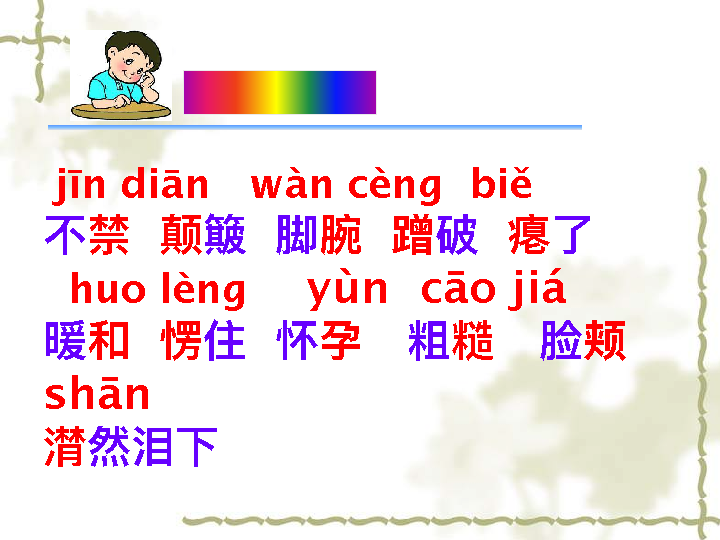 jīn diān wàn cèng biě
不禁 颠簸 脚腕 蹭破 瘪了
huo lèng yùn cāo jiá
暖和 愣住 怀孕 粗糙 脸颊
shān
潸然泪下